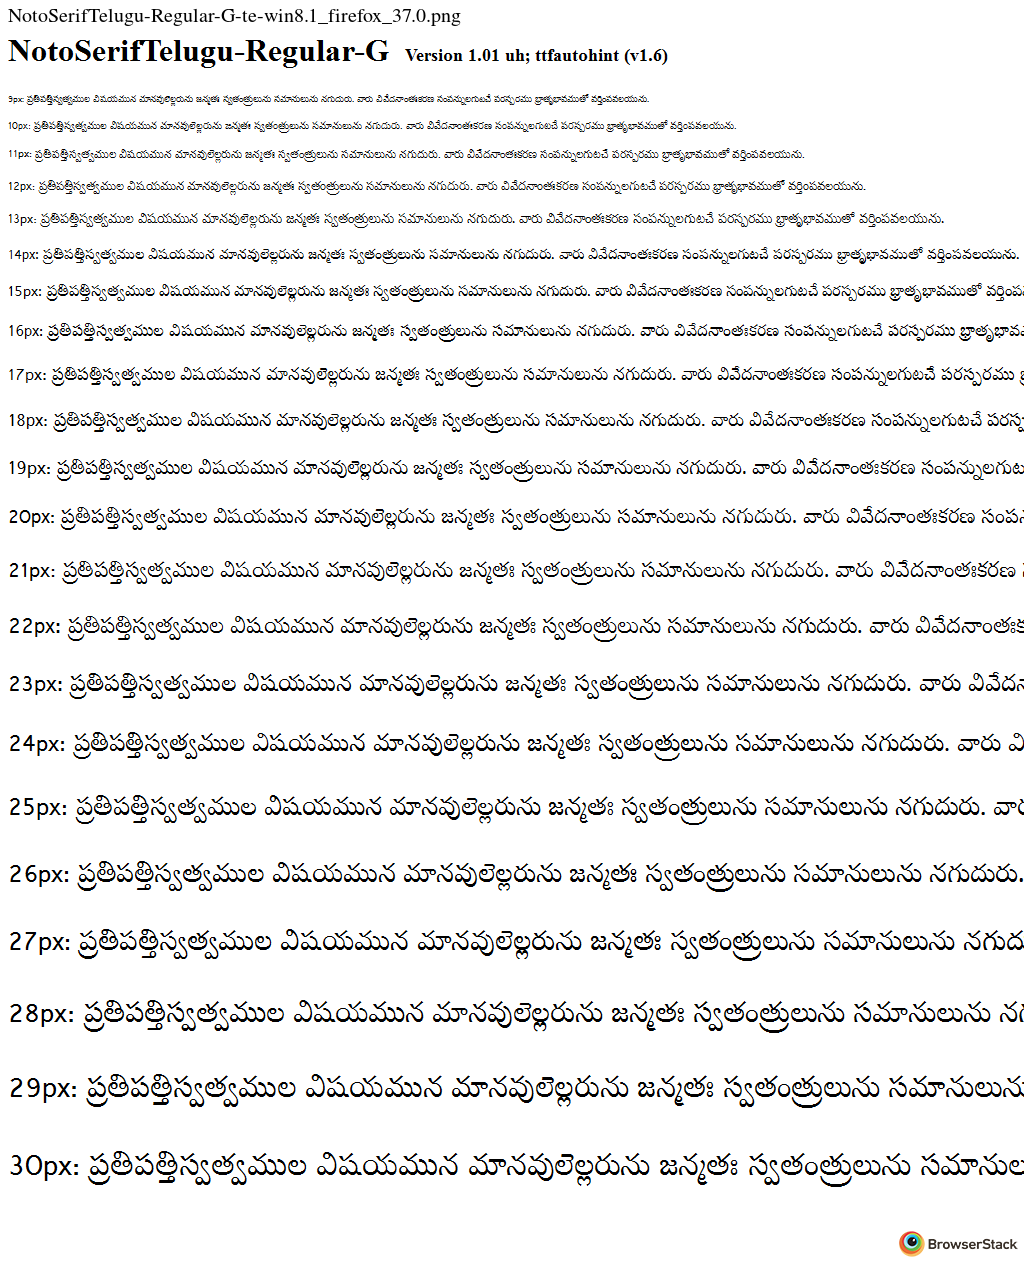 NotoSerifTelugu-Regular-G-te-win8.1_firefox_37.0.png
NotoSerifTelugu-Regular-G Version 1.01 uh; ttfautohint (v1.6)
9px: ప్రతిపత్తిస్వత్వముల విషయమున మానవులెల్లరును జన్మతః స్వతంత్రులును సమానులును నగుదురు. వారు వివేదనాంతఃకరణ సంపన్నులగుటచే పరస్పరము భ్రాతృభావముతో వర్తింపవలయును.
10px: ప్రతిపత్తిస్వత్వముల విషయమున మానవులెల్లరును జన్మతః స్వతంత్రులును సమానులును నగుదురు. వారు వివేదనాంతఃకరణ సంపన్నులగుటచే పరస్పరము భ్రాతృభావముతో వర్తింపవలయును.
11px: ప్రతిపత్తిస్వత్వముల విషయమున మానవులెల్లరును జన్మతః స్వతంత్రులును సమానులును నగుదురు. వారు వివేదనాంతఃకరణ సంపన్నులగుటచే పరస్పరము భ్రాతృభావముతో వర్తింపవలయును.
12px: ప్రతిపత్తిస్వత్వముల విషయమున మానవులెల్లరును జన్మతః స్వతంత్రులును సమానులును నగుదురు. వారు వివేదనాంతఃకరణ సంపన్నులగుటచే పరస్పరము భ్రాతృభావముతో వర్తింపవలయును.
13px: ప్రతిపత్తిస్వత్వముల విషయమున మానవులెల్లరును జన్మతః స్వతంత్రులును సమానులును నగుదురు. వారు వివేదనాంతఃకరణ సంపన్నులగుటచే పరస్పరము భ్రాతృభావముతో వర్తింపవలయును.
14px: ప్రతిపత్తిస్వత్వముల విషయమున మానవులెల్లరును జన్మతః స్వతంత్రులును సమానులును నగుదురు. వారు వివేదనాంతఃకరణ సంపన్నులగుటచే పరస్పరము భ్రాతృభావముతో వర్తింపవలయును.
15px: ప్రతిపత్తిస్వత్వముల విషయమున మానవులెల్లరును జన్మతః స్వతంత్రులును సమానులును నగుదురు. వారు వివేదనాంతఃకరణ సంపన్నులగుటచే పరస్పరము భ్రాతృభావముతో
16px: ప్రతిపత్తిస్వత్వముల విషయమున మానవులెల్లరును జన్మతః స్వతంత్రులును సమానులును నగుదురు. వారు వివేదనాంతఃకరణ సంపన్నులగుటచే పరస్పరము
17px: ప్రతిపత్తిస్వత్వముల విషయమున మానవులెల్లరును జన్మతః స్వతంత్రులును సమానులును నగుదురు. వారు వివేదనాంతఃకరణ సంపన్నులగుటచే పరస్పరము
18px: ప్రతిపత్తిస్వత్వముల విషయమున మానవులెల్లరును జన్మతః స్వతంత్రులును సమానులును నగుదురు. వారు వివేదనాంతఃకరణ సంపన్నులగుటచే
19px: ప్రతిపత్తిస్వత్వముల విషయమున మానవులెల్లరును జన్మతః స్వతంత్రులును సమానులును నగుదురు. వారు వివేదనాంతఃకరణ
20px: ప్రతిపత్తిస్వత్వముల విషయమున మానవులెల్లరును జన్మతః స్వతంత్రులును సమానులును నగుదురు. వారు వివేదనాంతఃకరణ
21px: ప్రతిపత్తిస్వత్వముల విషయమున మానవులెల్లరును జన్మతః స్వతంత్రులును సమానులును నగుదురు. వారు వివేదనాంతఃకరణ
22px: ప్రతిపత్తిస్వత్వముల విషయమున మానవులెల్లరును జన్మతః స్వతంత్రులును సమానులును నగుదురు. వారు
23px: ప్రతిపత్తిస్వత్వముల విషయమున మానవులెల్లరును జన్మతః స్వతంత్రులును సమానులును నగుదురు. వారు
24px: ప్రతిపత్తిస్వత్వముల విషయమున మానవులెల్లరును జన్మతః స్వతంత్రులును సమానులును నగుదురు. వారు
25px: ప్రతిపత్తిస్వత్వముల విషయమున మానవులెల్లరును జన్మతః స్వతంత్రులును సమానులును నగుదురు.
26px: ప్రతిపత్తిస్వత్వముల విషయమున మానవులెల్లరును జన్మతః స్వతంత్రులును సమానులును నగుదురు.
27px: ప్రతిపత్తిస్వత్వముల విషయమున మానవులెల్లరును జన్మతః స్వతంత్రులును సమానులును
28px: ప్రతిపత్తిస్వత్వముల విషయమున మానవులెల్లరును జన్మతః స్వతంత్రులును సమానులును
29px: ప్రతిపత్తిస్వత్వముల విషయమున మానవులెల్లరును జన్మతః స్వతంత్రులును సమానులును
30px: ప్రతిపత్తిస్వత్వముల విషయమున మానవులెల్లరును జన్మతః స్వతంత్రులును
BrowserStack